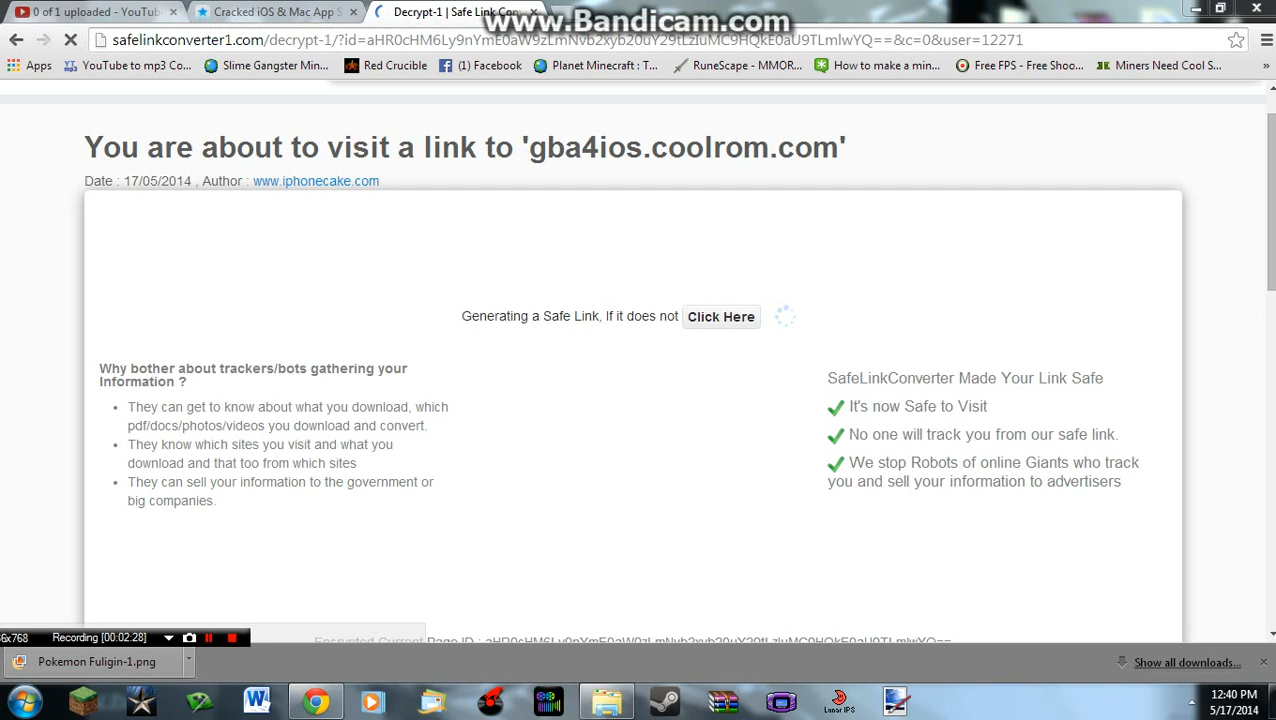 www.Bandicam.com
0 of 1 uploaded - YouTub
Cracked iOS & Mac App S
Decrypt-1 | Safe Link Con
safelinkconverter1.com/decrypt-1/?id=aHR0cHM6Ly9nYmE0aW9zLmNvb2xyb20uY29tL2luMC9HQkE0aU9TLmlwYQ==&c=0&user=12271
Apps
YouTube to mp3 Co...
Slime Gangster Min...
Red Crucible
(1) Facebook
Planet Minecraft : T...
RuneScape - MMOR...
How to make a min...
Free FPS - Free Shoo...
Miners Need Cool S...
»
You are about to visit a link to 'gba4ios.coolrom.com'
Date : 17/05/2014 , Author : www.iphonecake.com
Generating a Safe Link, If it does not Click Here
Why bother about trackers/bots gathering your
Information ?
• They can get to know about what you download, which
pdf/docs/photos/videos you download and convert.
• They know which sites you visit and what you
download and that too from which sites
• They can sell your information to the government or
big companies.
SafeLinkConverter Made Your Link Safe
It's now Safe to Visit
No one will track you from our safe link.
We stop Robots of online Giants who track
you and sell your information to advertisers
Encrypted Current Page ID :
6x768
Recording [00:02:28]
Pokemon Fuligin-1.png
Show all downloads...
Lunar IPS
12:40 PM
5/17/2014